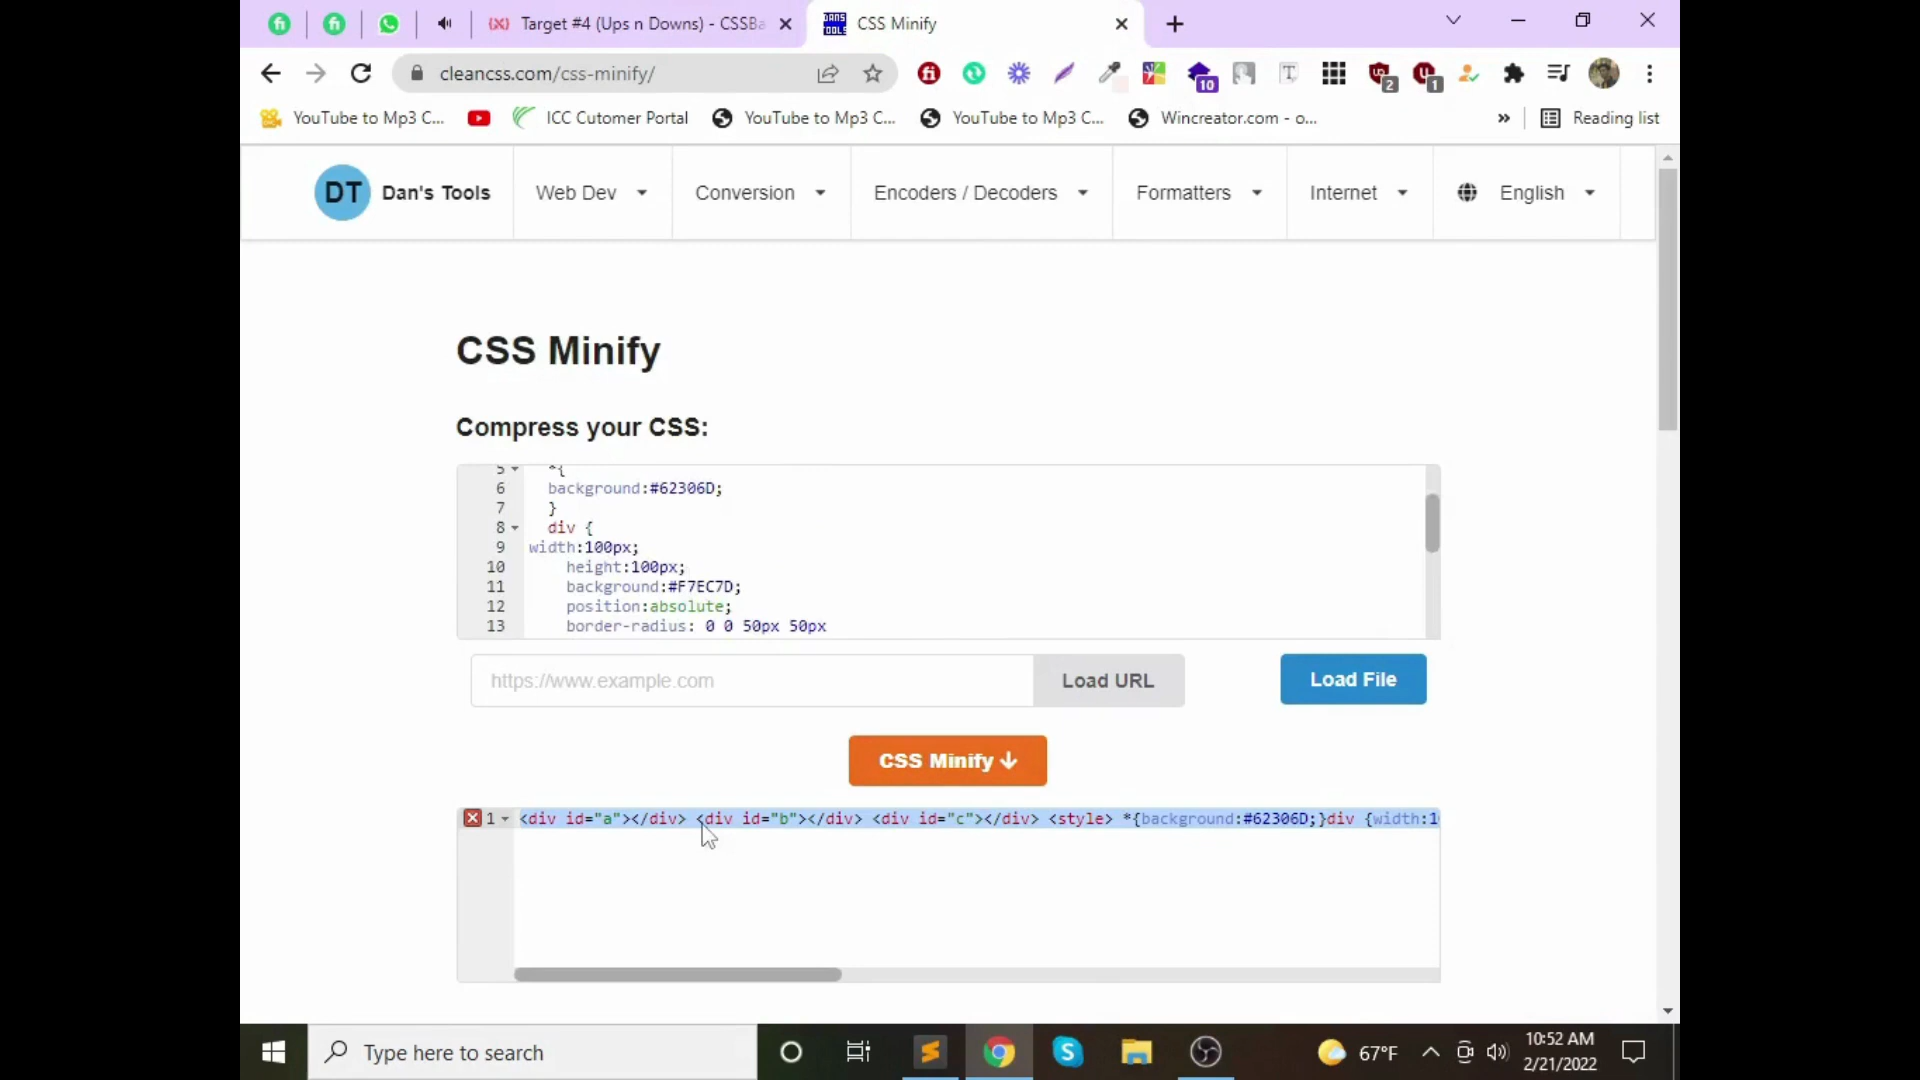 Target #4 (Ups n Downs) - CSSBa
CSS Minify
cleancss.com/css-minify/
10
2
1
YouTube to Mp3 C...
ICC Cutomer Portal
YouTube to Mp3 C...
YouTube to Mp3 C...
Wincreator.com - o...
»
Reading list
DT Dan's Tools
Web Dev
Conversion
Encoders / Decoders
Formatters
Internet
English
CSS Minify
Compress your CSS:
5 *{
6 background:#62306D;
7 }
8 div {
9 width:100px;
10 height:100px;
11 background:#F7EC7D;
12 position:absolute;
13 border-radius: 0 0 50px 50px
https://www.example.com
Load URL
Load File
CSS Minify
1 <div id="a"></div> <div id="b"></div> <div id="c"></div> <style> *{background:#62306D;}div {width:1
Type here to search
67°F
10:52 AM
2/21/2022